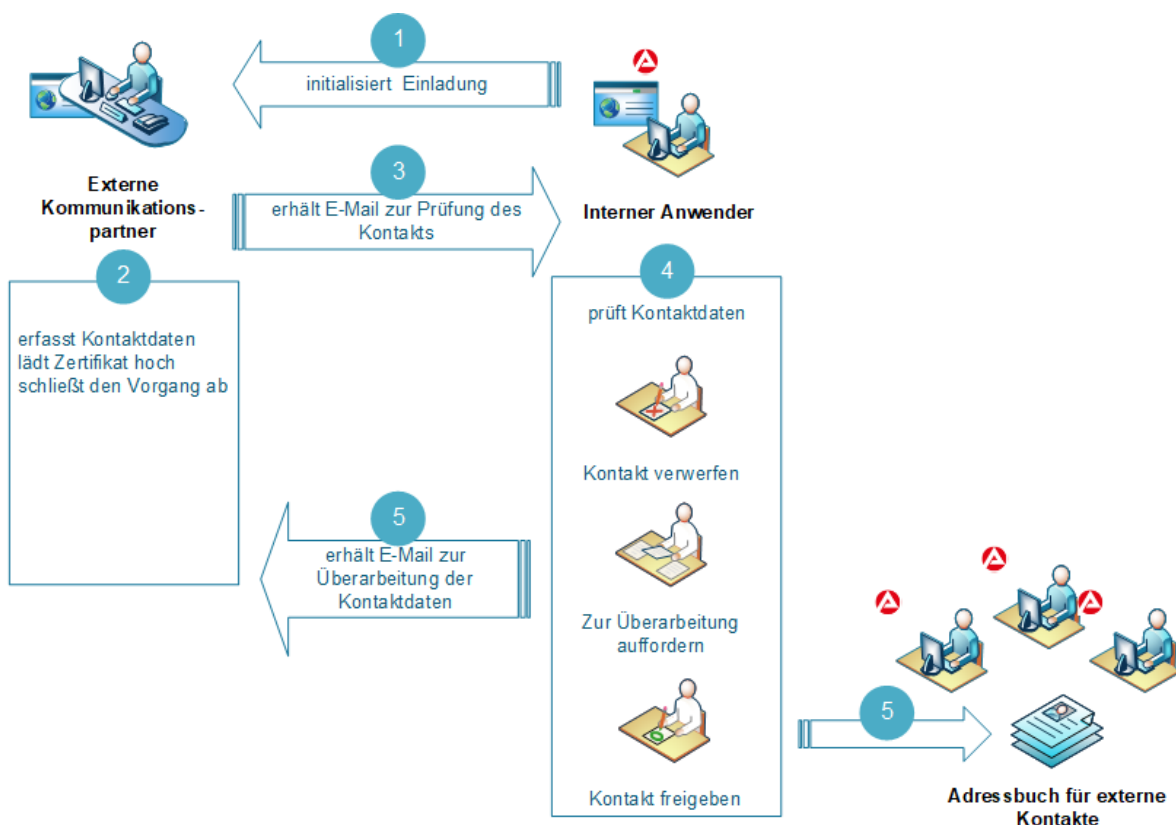 1
initialisiert Einladung
Externe
Kommunikations-
partner
3
erhält E-Mail zur Prüfung des
Kontakts
Interner Anwender
2
erfasst Kontaktdaten
lädt Zertifikat hoch
schließt den Vorgang ab
4
prüft Kontaktdaten
Kontakt verwerfen
5
erhält E-Mail zur
Überarbeitung der
Kontaktdaten
Zur Überarbeitung
auffordern
Kontakt freigeben
5
Adressbuch für externe
Kontakte